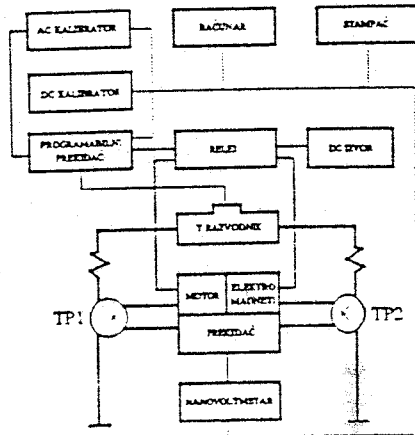 AC KALIBRATOR
RAČUNAR
ŠTAMPAČ
DC KALIBRATOR
PROGRAMABILNI
PREKIDAČ
RELEI
DC IZVOR
T RAZVODNIK
MOTOR
ELEKTRO
MAGNETI
TP1
TP2
PREKIDAČ
NANOVOLTMETAR